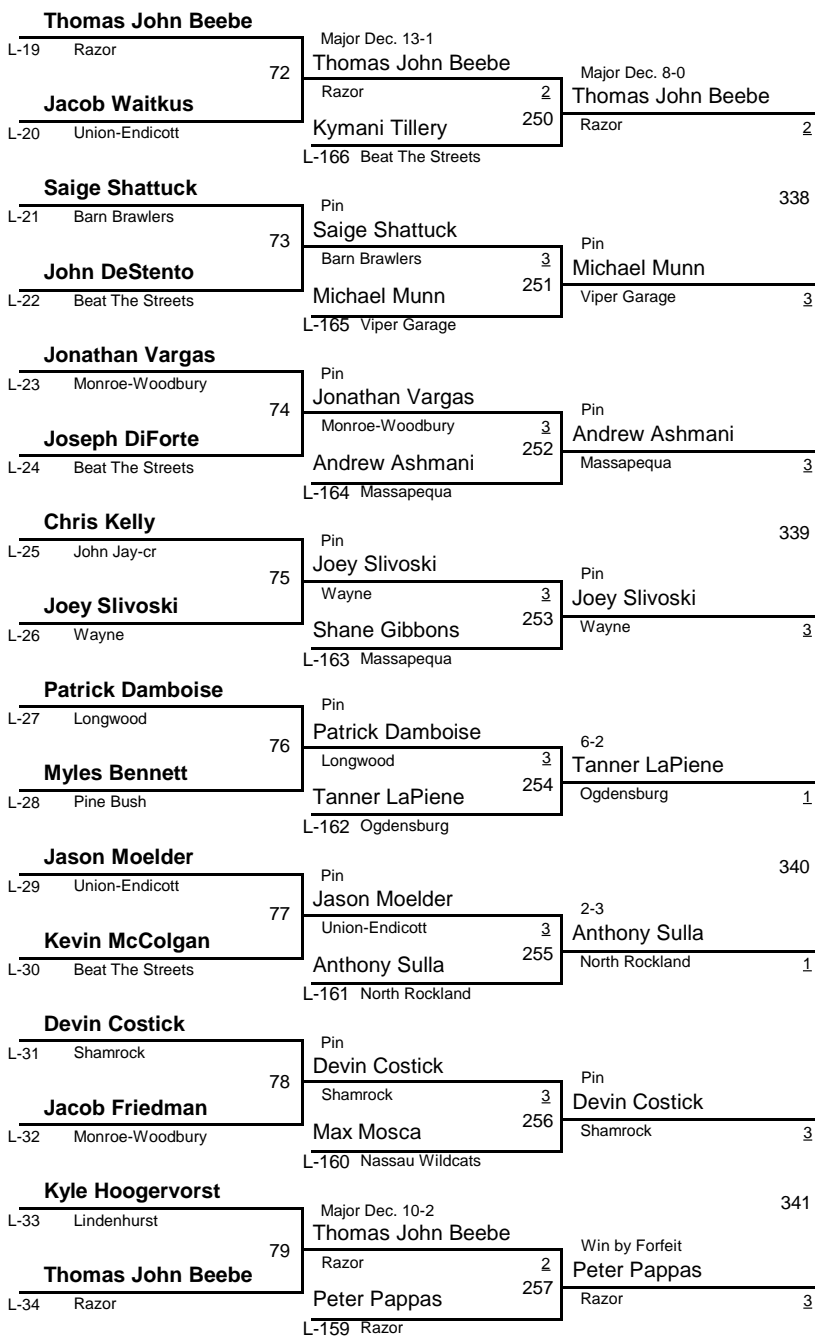 Thomas John Beebe
L-19 Razor
72
Jacob Waitkus
L-20 Union-Endicott
Major Dec. 13-1
Thomas John Beebe
Razor 2
250
Kymani Tillery
L-166 Beat The Streets
Major Dec. 8-0
Thomas John Beebe
Razor 2
338
Saige Shattuck
L-21 Barn Brawlers
73
John DeStento
L-22 Beat The Streets
Pin
Saige Shattuck
Barn Brawlers 3
251
Michael Munn
L-165 Viper Garage
Pin
Michael Munn
Viper Garage 3
Jonathan Vargas
L-23 Monroe-Woodbury
74
Joseph DiForte
L-24 Beat The Streets
Pin
Jonathan Vargas
Monroe-Woodbury 3
252
Andrew Ashmani
L-164 Massapequa
Pin
Andrew Ashmani
Massapequa 3
339
Chris Kelly
L-25 John Jay-cr
75
Joey Slivoski
L-26 Wayne
Pin
Joey Slivoski
Wayne 3
253
Shane Gibbons
L-163 Massapequa
Pin
Joey Slivoski
Wayne 3
Patrick Damboise
L-27 Longwood
76
Myles Bennett
L-28 Pine Bush
Pin
Patrick Damboise
Longwood 3
254
Tanner LaPiene
L-162 Ogdensburg
6-2
Tanner LaPiene
Ogdensburg 1
340
Jason Moelder
L-29 Union-Endicott
77
Kevin McColgan
L-30 Beat The Streets
Pin
Jason Moelder
Union-Endicott 3
255
Anthony Sulla
L-161 North Rockland
2-3
Anthony Sulla
North Rockland 1
Devin Costick
L-31 Shamrock
78
Jacob Friedman
L-32 Monroe-Woodbury
Pin
Devin Costick
Shamrock 3
256
Max Mosca
L-160 Nassau Wildcats
Pin
Devin Costick
Shamrock 3
341
Kyle Hoogervorst
L-33 Lindenhurst
79
Thomas John Beebe
L-34 Razor
Major Dec. 10-2
Thomas John Beebe
Razor 2
257
Peter Pappas
L-159 Razor
Win by Forfeit
Peter Pappas
Razor 3